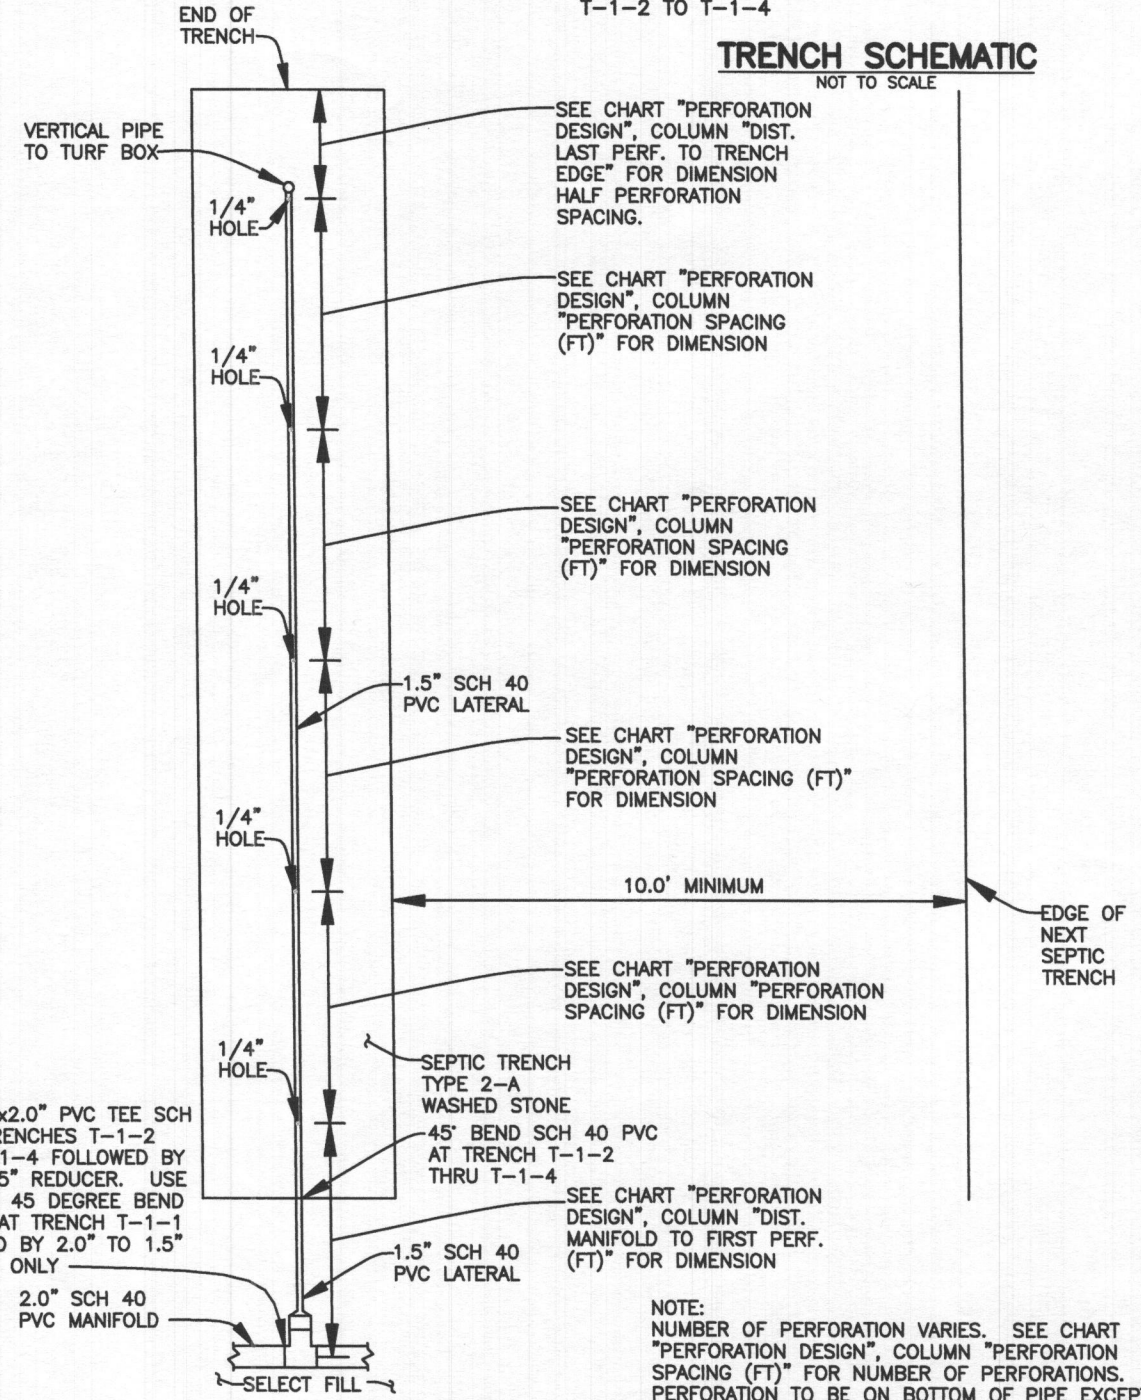 T-1-2 TO T-1-4
TRENCH SCHEMATIC
NOT TO SCALE
END OF
TRENCH
VERTICAL PIPE
TO TURF BOX
1/4"
HOLE
SEE CHART "PERFORATION
DESIGN", COLUMN "DIST.
LAST PERF. TO TRENCH
EDGE" FOR DIMENSION
HALF PERFORATION
SPACING.
SEE CHART "PERFORATION
DESIGN", COLUMN
"PERFORATION SPACING
(FT)" FOR DIMENSION
1/4"
HOLE
SEE CHART "PERFORATION
DESIGN", COLUMN
"PERFORATION SPACING
(FT)" FOR DIMENSION
1/4"
HOLE
1.5" SCH 40
PVC LATERAL
SEE CHART "PERFORATION
DESIGN", COLUMN
"PERFORATION SPACING (FT)"
FOR DIMENSION
1/4"
HOLE
10.0' MINIMUM
EDGE OF
NEXT
SEPTIC
TRENCH
SEE CHART "PERFORATION
DESIGN", COLUMN "PERFORATION
SPACING (FT)" FOR DIMENSION
1/4"
HOLE
SEPTIC TRENCH
TYPE 2-A
WASHED STONE
x2.0" PVC TEE SCH
RENCHES T-1-2
1-4 FOLLOWED BY
5" REDUCER. USE
45 DEGREE BEND
AT TRENCH T-1-1
D BY 2.0" TO 1.5"
ONLY
45° BEND SCH 40 PVC
AT TRENCH T-1-2
THRU T-1-4
SEE CHART "PERFORATION
DESIGN", COLUMN "DIST.
MANIFOLD TO FIRST PERF.
(FT)" FOR DIMENSION
1.5" SCH 40
PVC LATERAL
2.0" SCH 40
PVC MANIFOLD
SELECT FILL
NOTE:
NUMBER OF PERFORATION VARIES. SEE CHART
"PERFORATION DESIGN", COLUMN "PERFORATION
SPACING (FT)" FOR NUMBER OF PERFORATIONS.
PERFORATION TO BE ON BOTTOM OF PIPE EXCEP